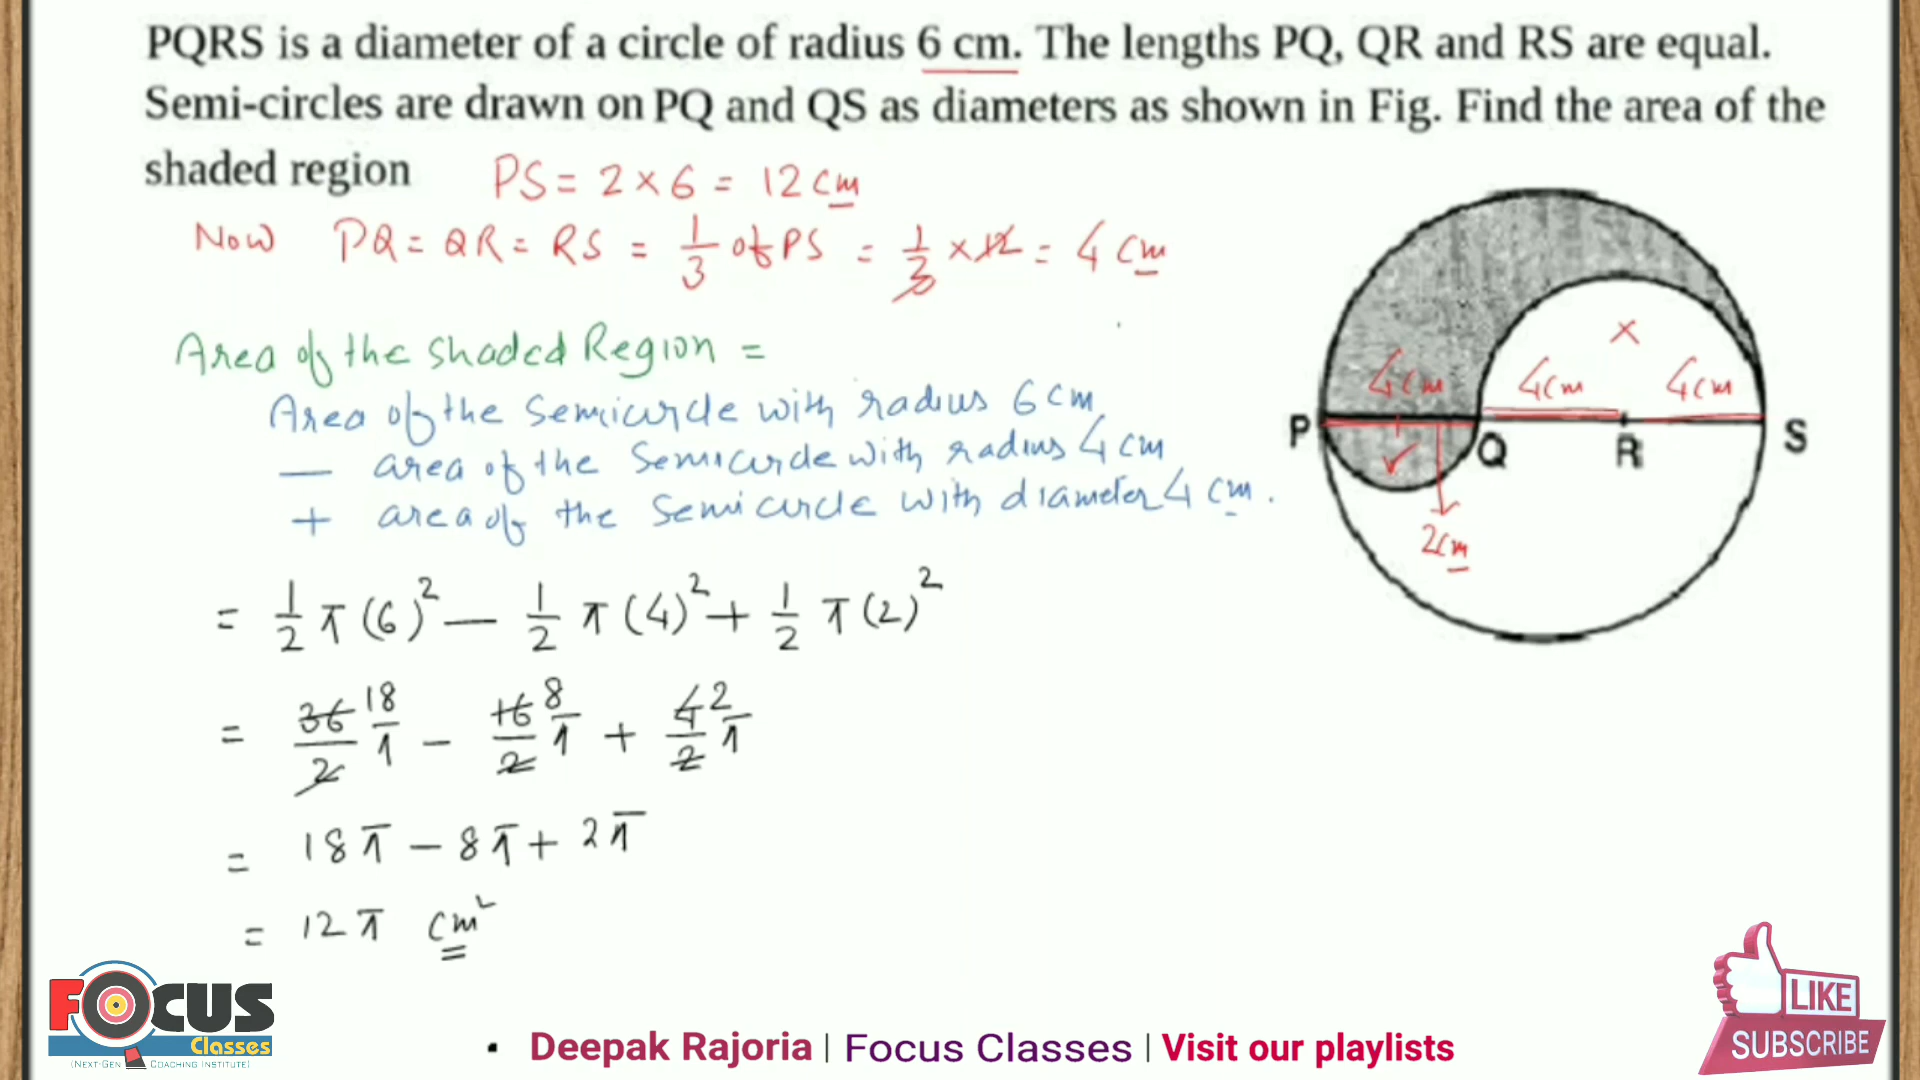 PQRS is a diameter of a circle of radius 6 cm. The lengths PQ, QR and RS are equal.
Semi-circles are drawn on PQ and QS as diameters as shown in Fig. Find the area of the
shaded region
PS = 2 × 6 = 12 cm
Now PQ = QR = RS = 1/3 of PS = 1/3 × 12 = 4 cm
Area of the shaded Region =
Area of the semicircle with radius 6 cm
— area of the semicircle with radius 4 cm
+ area of the semicircle with diameter 4 cm.
= 1/2 π (6)² — 1/2 π (4)² + 1/2 π (2)²
= 36/2 18 π — 16/2 8 π + 4/2 2 π
= 18π — 8π + 2π
= 12π cm²
×
4cm 4cm 4cm
P Q R S
✓
2cm
FOCUS
Classes
(NEXT-GEN COACHING INSTITUTE)
• Deepak Rajoria | Focus Classes | Visit our playlists
LIKE
SUBSCRIBE